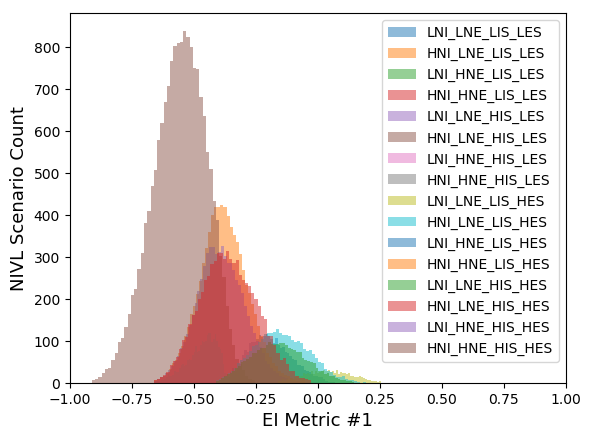 NIVL Scenario Count
800
700
600
500
400
300
200
100
0
−1.00 −0.75 −0.50 −0.25 0.00 0.25 0.50 0.75 1.00
EI Metric #1
LNI_LNE_LIS_LES
HNI_LNE_LIS_LES
LNI_HNE_LIS_LES
HNI_HNE_LIS_LES
LNI_LNE_HIS_LES
HNI_LNE_HIS_LES
LNI_HNE_HIS_LES
HNI_HNE_HIS_LES
LNI_LNE_LIS_HES
HNI_LNE_LIS_HES
LNI_HNE_LIS_HES
HNI_HNE_LIS_HES
LNI_LNE_HIS_HES
HNI_LNE_HIS_HES
LNI_HNE_HIS_HES
HNI_HNE_HIS_HES